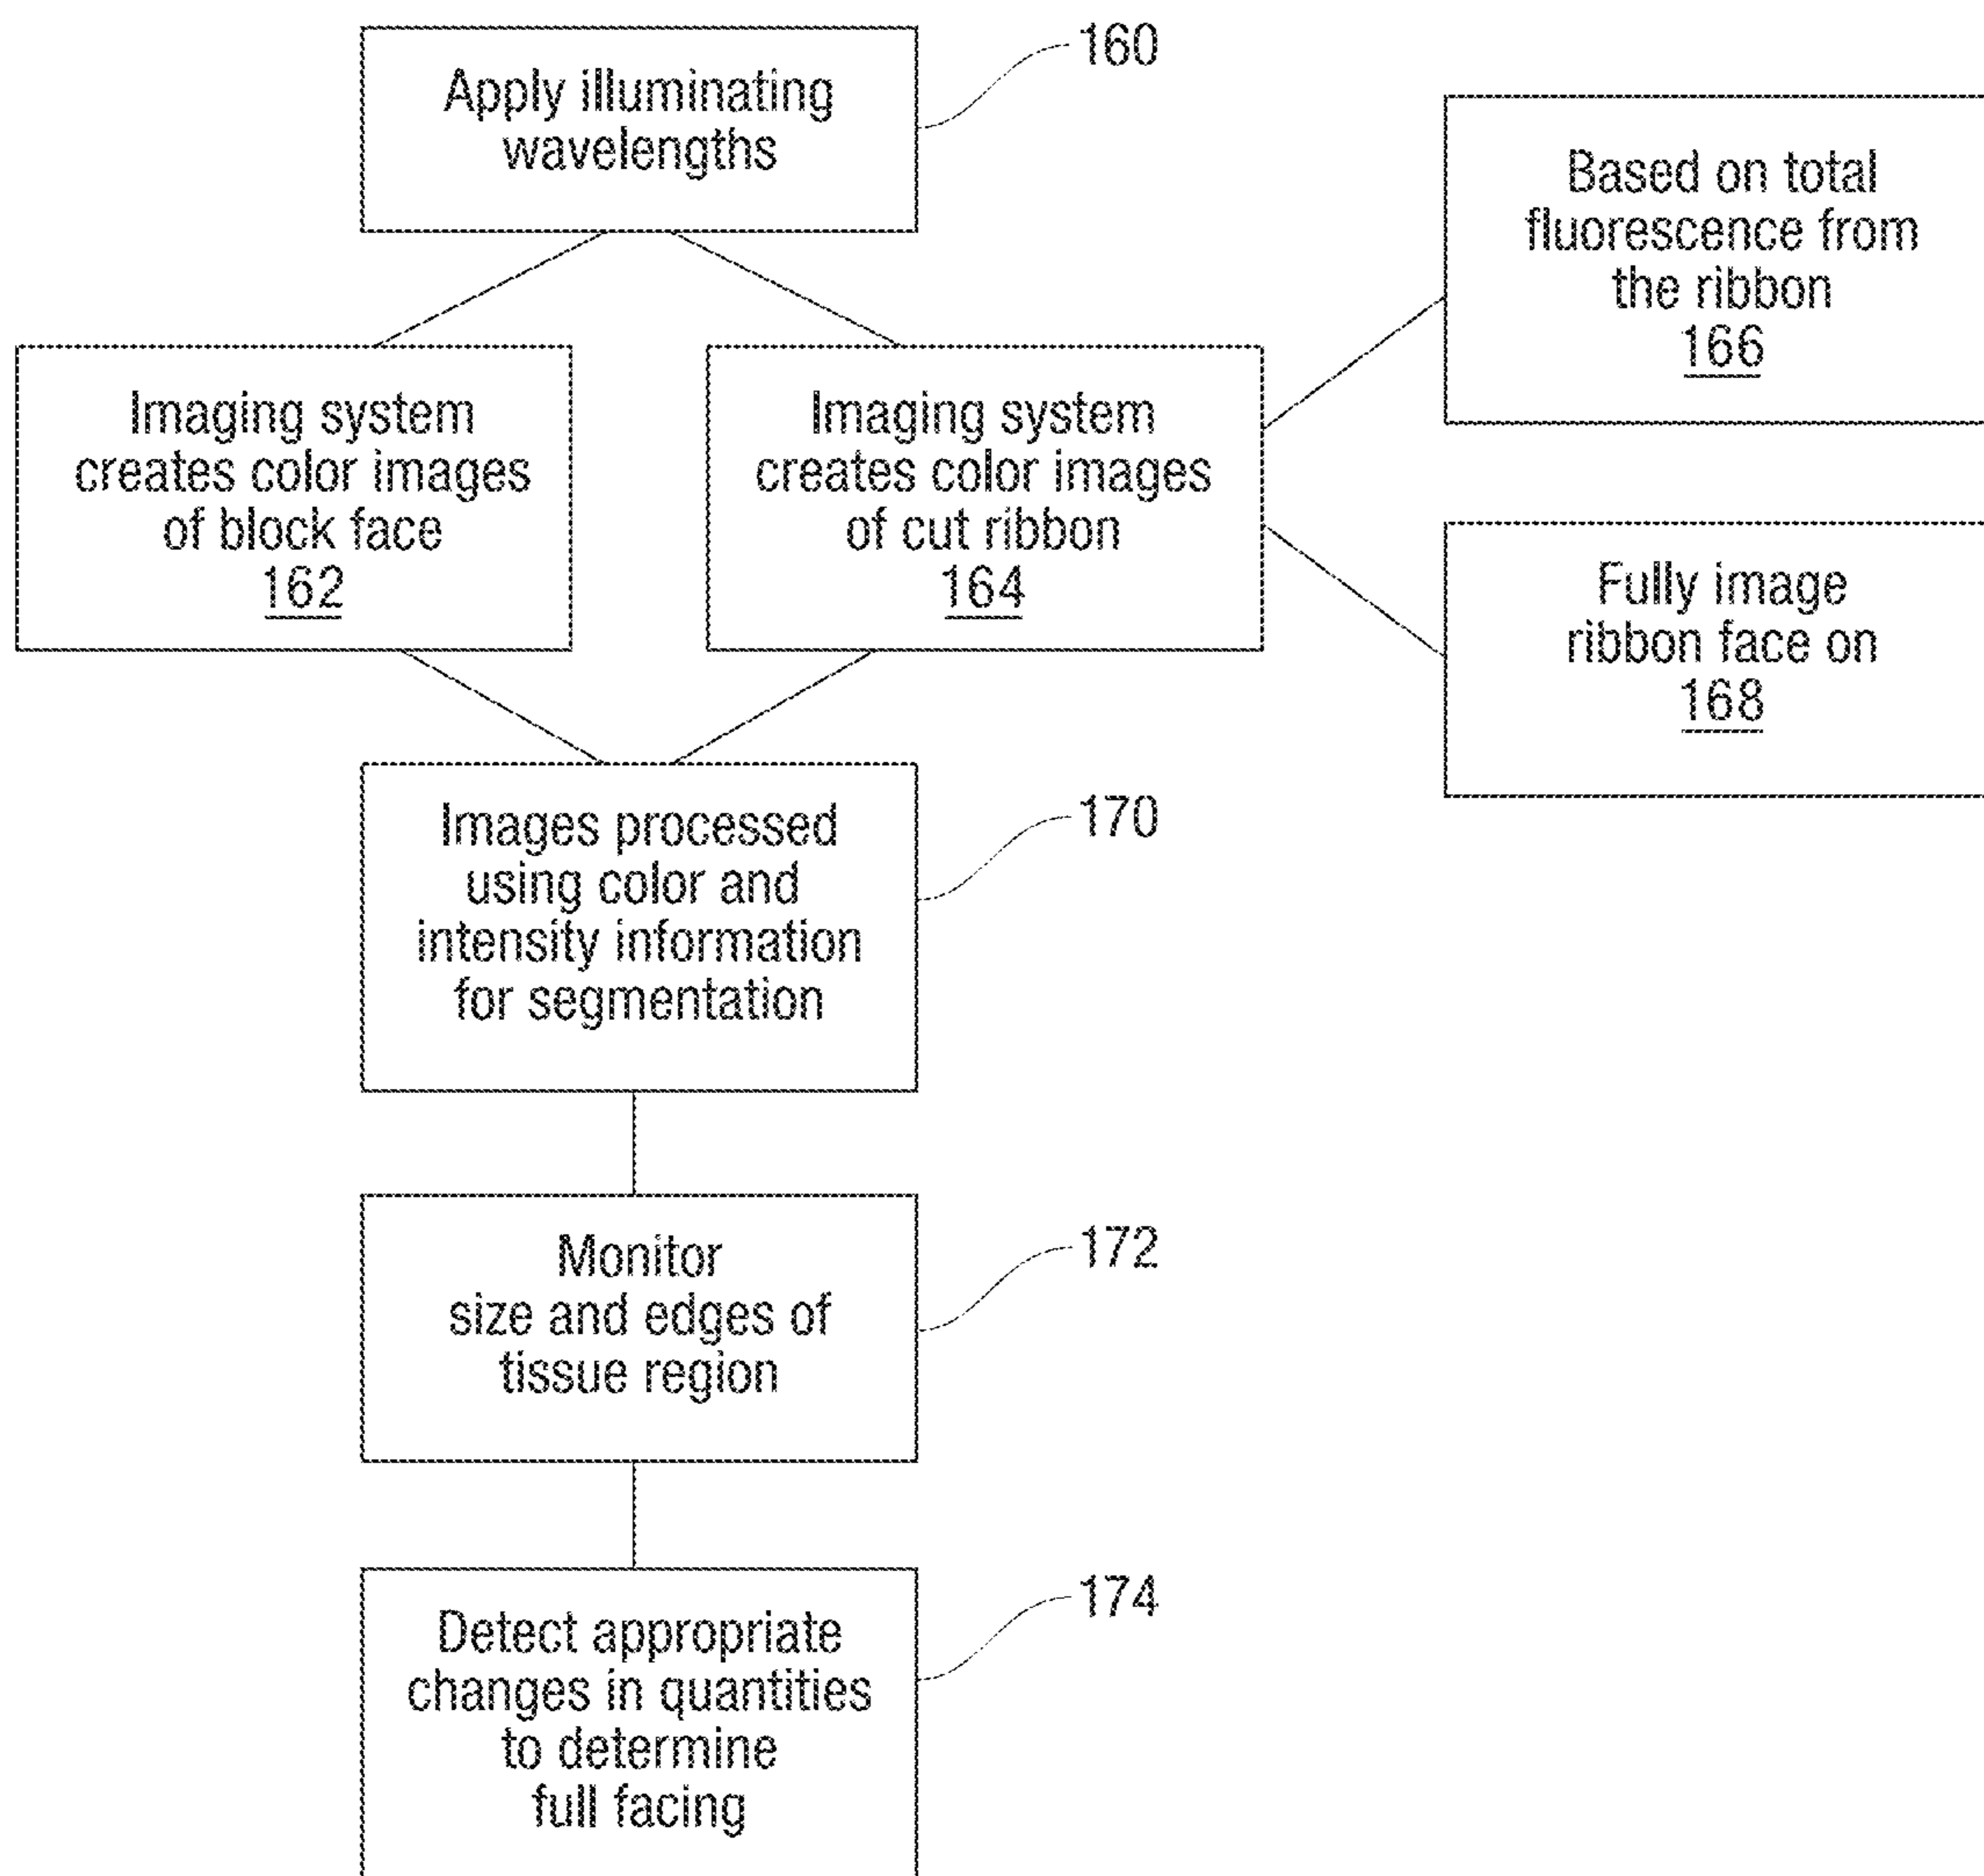 160
Apply illuminating
wavelengths
Based on total
fluorescence from
the ribbon
166
Imaging system
creates color images
of block face
162
Imaging system
creates color images
of cut ribbon
164
Fully image
ribbon face on
168
170
Images processed
using color and
intensity information
for segmentation
172
Monitor
size and edges of
tissue region
174
Detect appropriate
changes in quantities
to determine
full facing